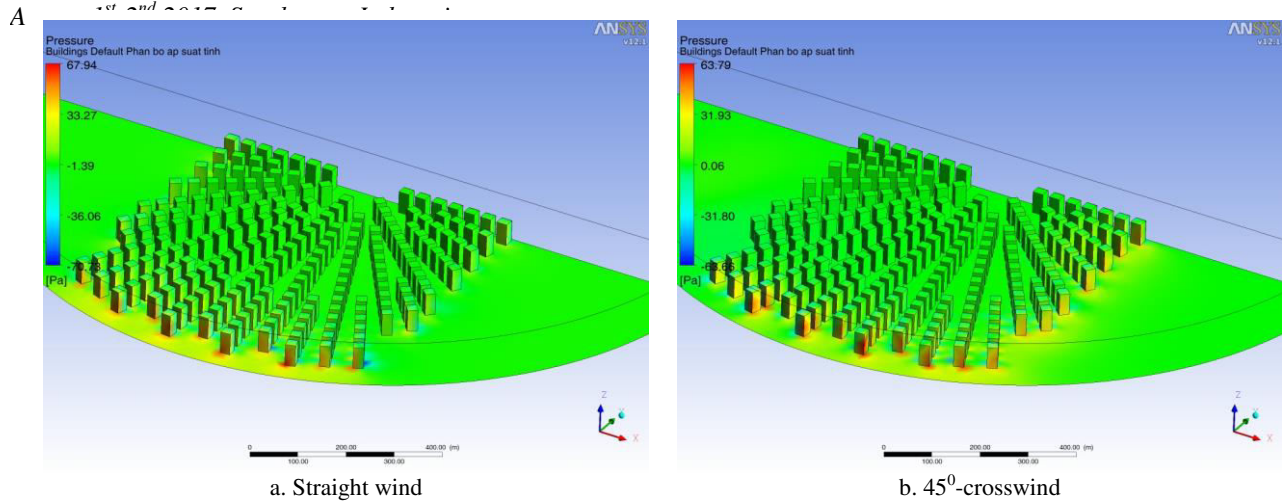 A
1st-2nd 2017,
Pressure
Buildings Default Phan bo ap suat tinh
67.94
33.27
-1.39
-36.06
[Pa]
ANSYS
v12.1
Z
X
0 200.00 400.00 (m)
100.00 300.00
a. Straight wind
Pressure
Buildings Default Phan bo ap suat tinh
63.79
31.93
0.06
-31.80
[Pa]
ANSYS
v12.1
Z
X
0 200.00 400.00 (m)
100.00 300.00
b. 45⁰-crosswind